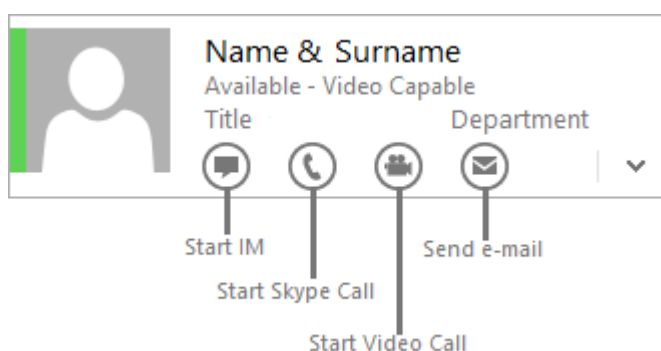 Name & Surname
Available - Video Capable
Title Department
Start IM
Send e-mail
Start Skype Call
Start Video Call